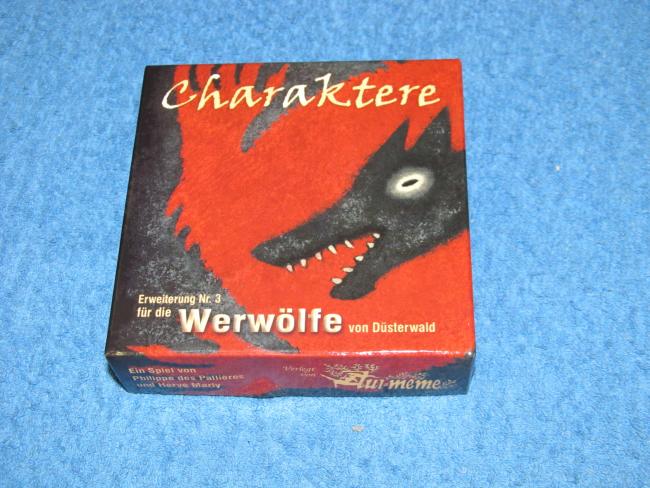 Charaktere
Erweiterung Nr. 3
für die Werwölfe von Düsterwald
Ein Spiel von
Philippe des Pallières
und Hervé Marly
Verlegt
von lui-même